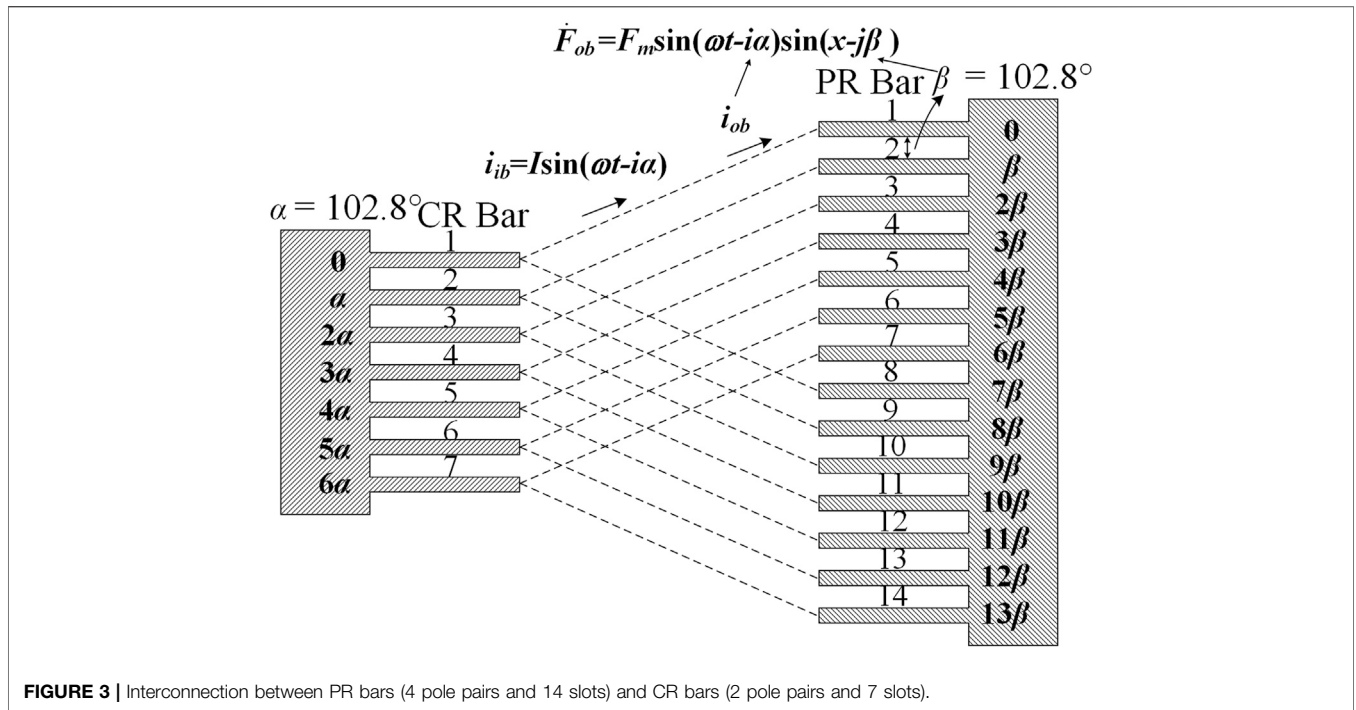 Ḟob=Fmsin(ωt-iα)sin(x-jβ)
PR Bar β = 102.8°
iob
iib=Isin(ωt-iα)
α = 102.8° CR Bar
1
2
3
4
5
6
7
0
α
2α
3α
4α
5α
6α
1
2
3
4
5
6
7
8
9
10
11
12
13
14
0
β
2β
3β
4β
5β
6β
7β
8β
9β
10β
11β
12β
13β
FIGURE 3 | Interconnection between PR bars (4 pole pairs and 14 slots) and CR bars (2 pole pairs and 7 slots).